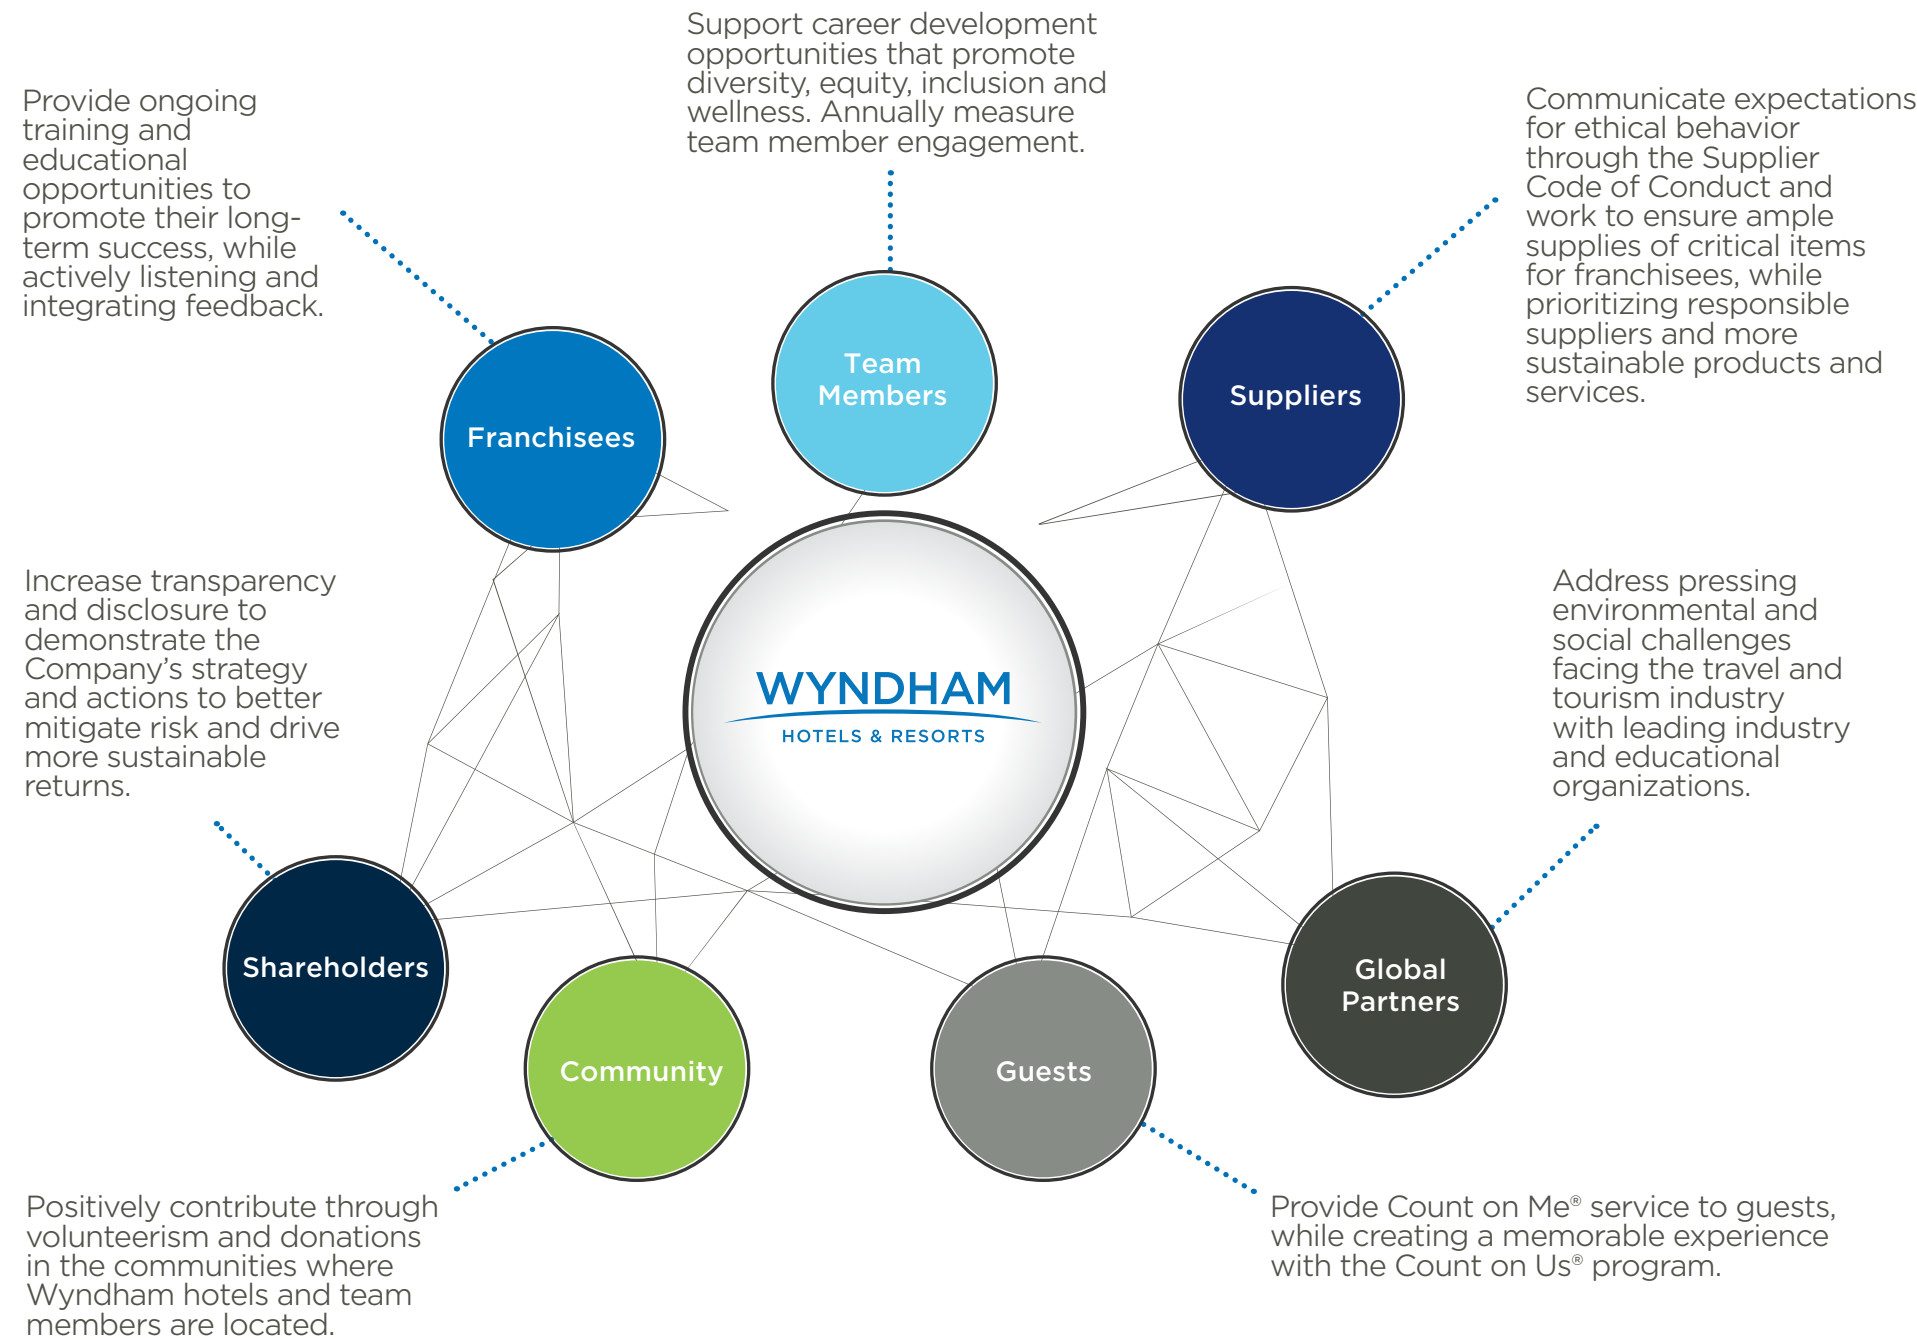 Support career development
opportunities that promote
diversity, equity, inclusion and
wellness. Annually measure
team member engagement.
Provide ongoing
training and
educational
opportunities to
promote their long-
term success, while
actively listening and
integrating feedback.
Communicate expectations
for ethical behavior
through the Supplier
Code of Conduct and
work to ensure ample
supplies of critical items
for franchisees, while
prioritizing responsible
suppliers and more
sustainable products and
services.
Franchisees
Team
Members
Suppliers
Increase transparency
and disclosure to
demonstrate the
Company’s strategy
and actions to better
mitigate risk and drive
more sustainable
returns.
WYNDHAM
HOTELS & RESORTS
Address pressing
environmental and
social challenges
facing the travel and
tourism industry
with leading industry
and educational
organizations.
Shareholders
Community
Guests
Global
Partners
Positively contribute through
volunteerism and donations
in the communities where
Wyndham hotels and team
members are located.
Provide Count on Me® service to guests,
while creating a memorable experience
with the Count on Us® program.